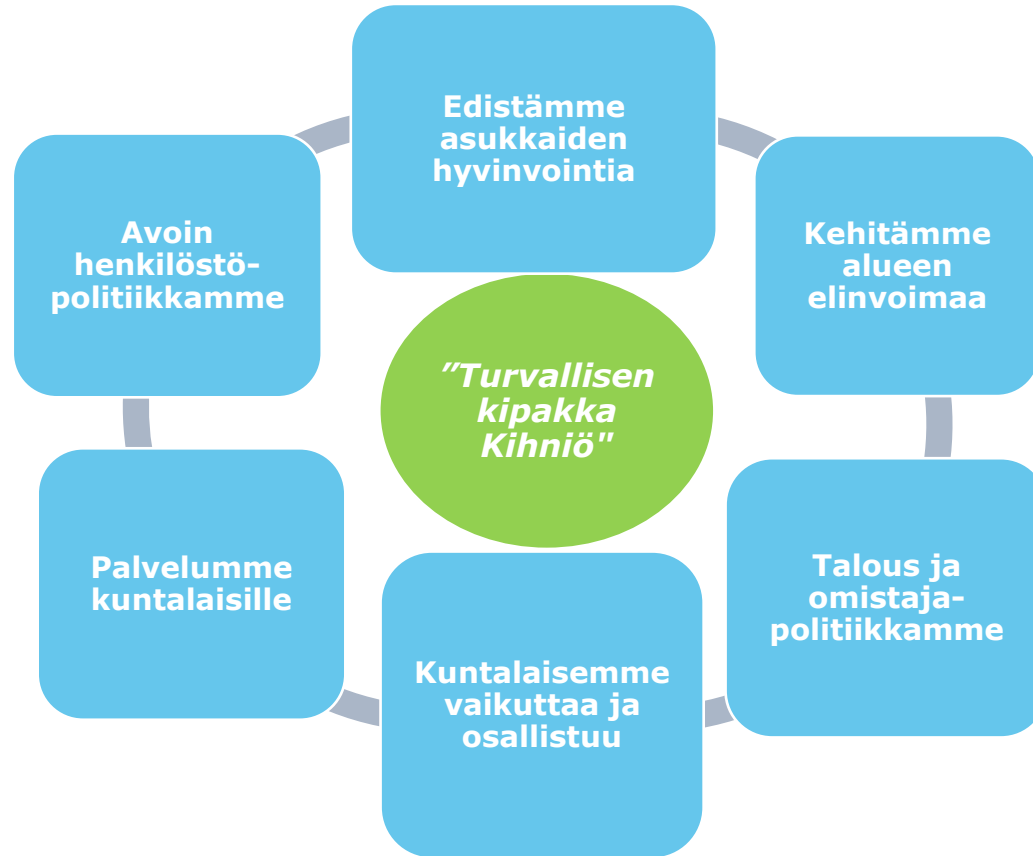 Edistämme
asukkaiden
hyvinvointia
Kehitämme
alueen
elinvoimaa
Talous ja
omistaja–
politiikkamme
Kuntalaisemme
vaikuttaa ja
osallistuu
Palvelumme
kuntalaisille
Avoin
henkilöstö–
politiikkamme
"Turvallisen
kipakka
Kihniö"